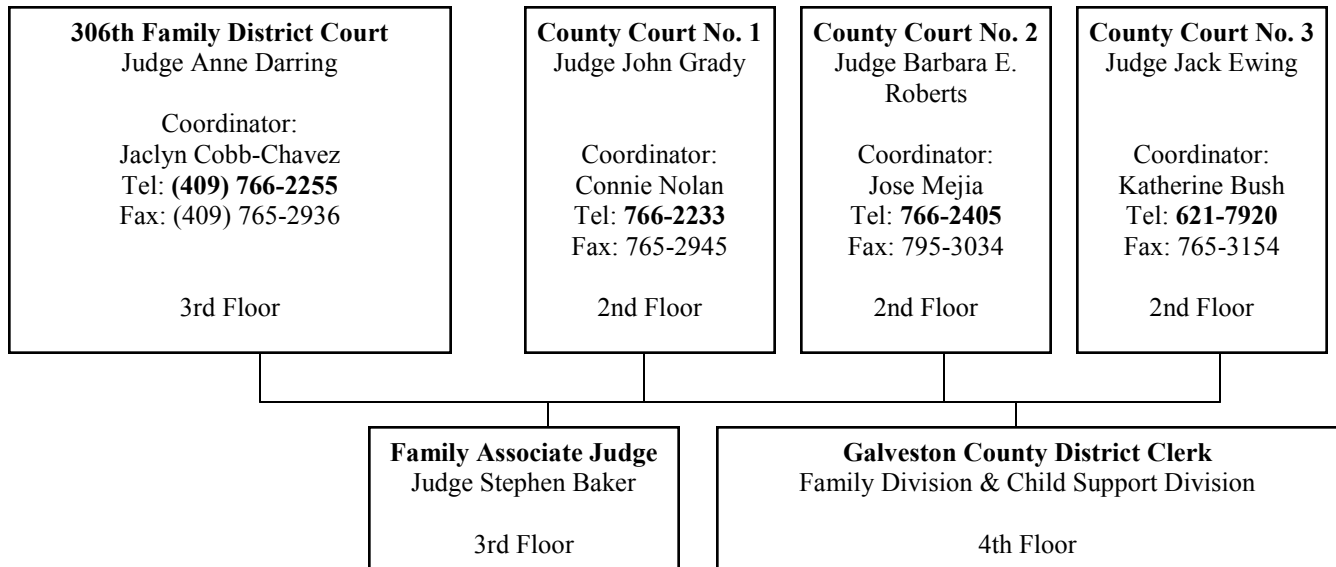 306th Family District Court
Judge Anne Darring
Coordinator:
Jaclyn Cobb-Chavez
Tel: (409) 766-2255
Fax: (409) 765-2936
3rd Floor
County Court No. 1
Judge John Grady
Coordinator:
Connie Nolan
Tel: 766-2233
Fax: 765-2945
2nd Floor
County Court No. 2
Judge Barbara E.
Roberts
Coordinator:
Jose Mejia
Tel: 766-2405
Fax: 795-3034
2nd Floor
County Court No. 3
Judge Jack Ewing
Coordinator:
Katherine Bush
Tel: 621-7920
Fax: 765-3154
2nd Floor
Family Associate Judge
Judge Stephen Baker
3rd Floor
Galveston County District Clerk
Family Division & Child Support Division
4th Floor